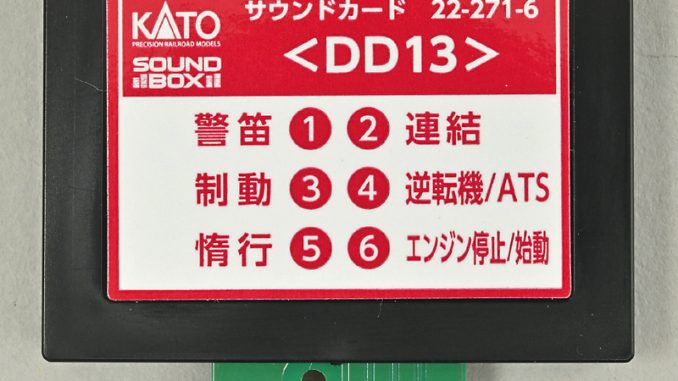 サウンドカード 22-271-6
KATO
PRECISION RAILROAD MODELS
<DD13>
SOUND
BOX
警笛 1 2 連結
制動 3 4 逆転機/ATS
惰行 5 6 エンジン停止/始動